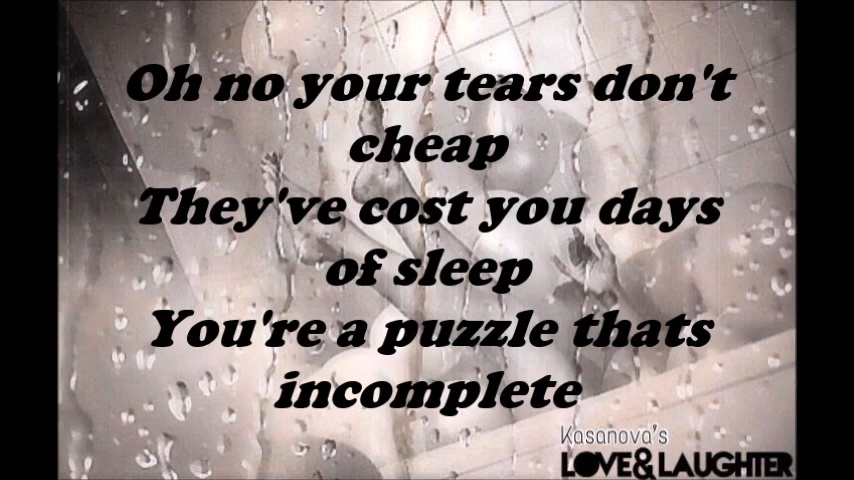 Oh no your tears don't
cheap
They've cost you days
of sleep
You're a puzzle thats
incomplete
Kasanova's
LOVE&LAUGHTER